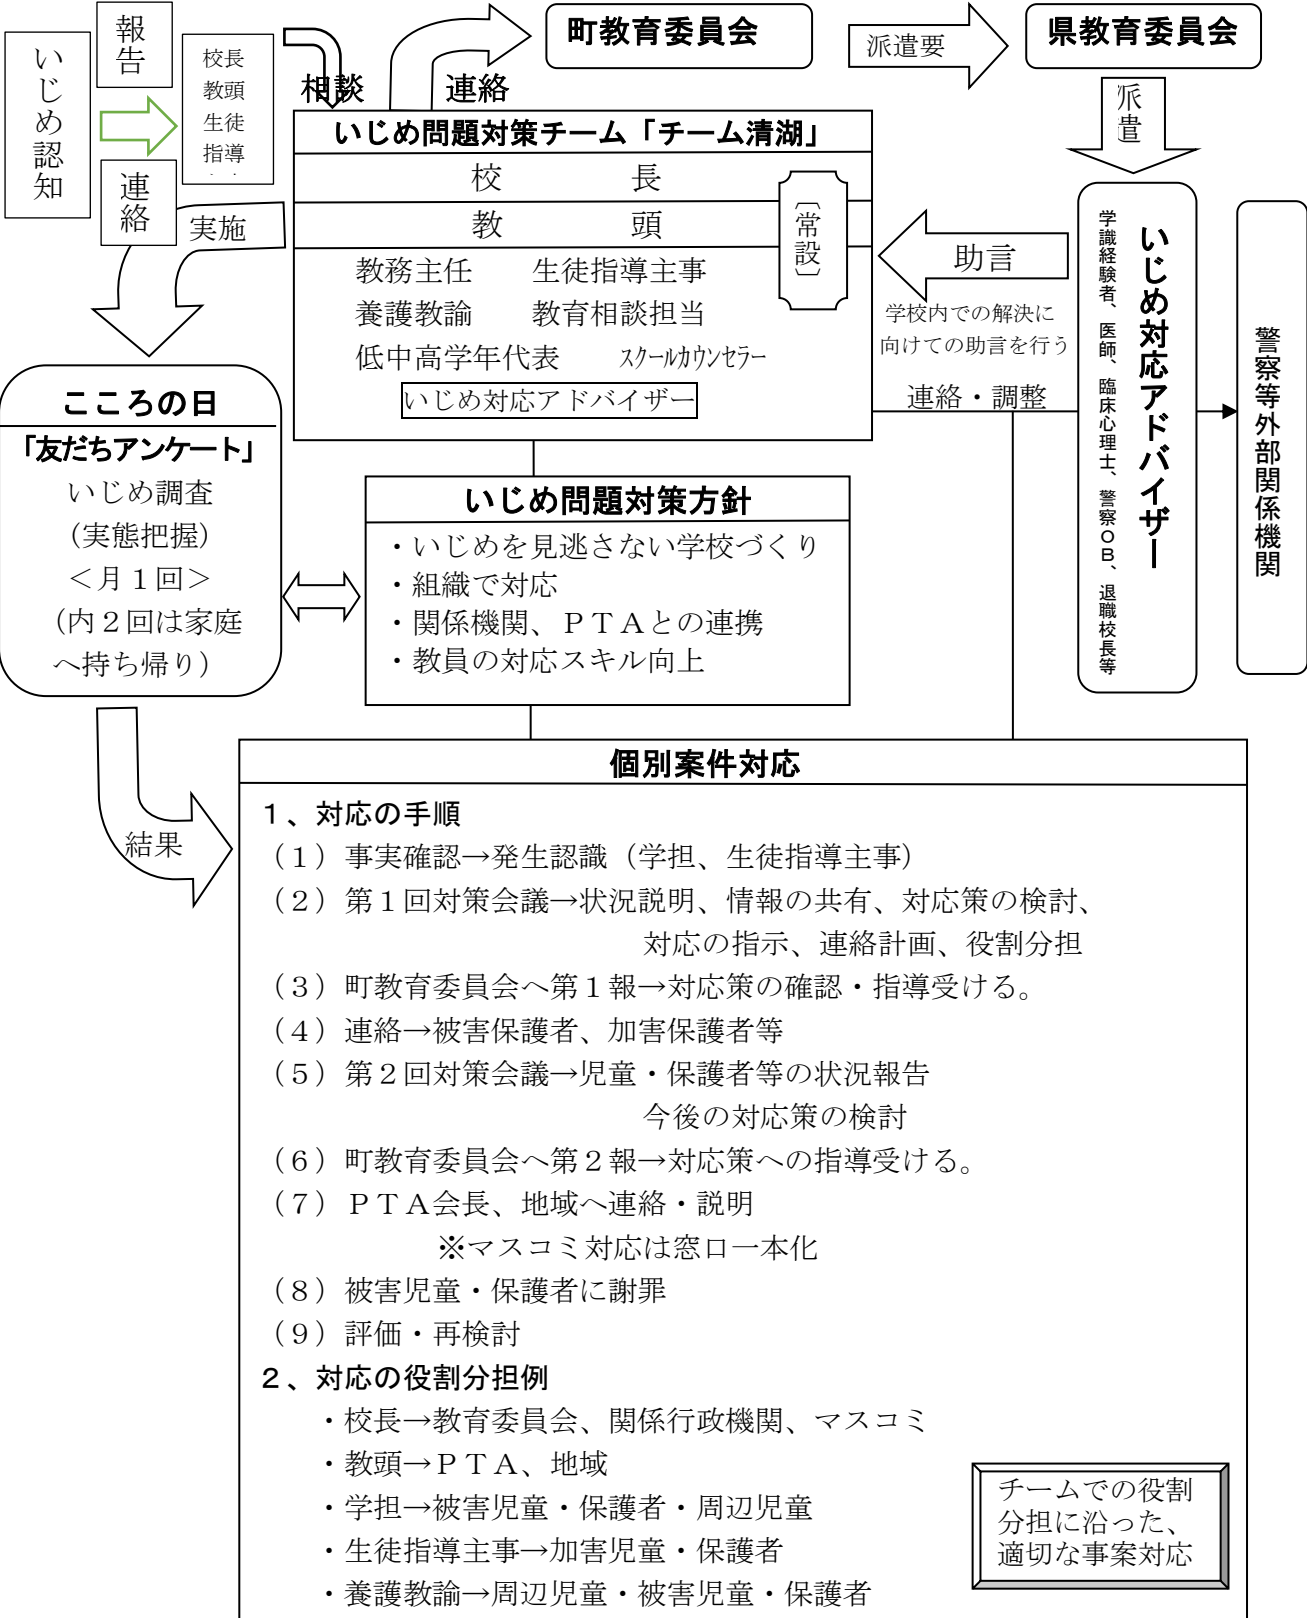 いじめ認知
報告
連絡
校長
教頭
生徒
指導
相談
連絡
町教育委員会
派遣要
県教育委員会
派遣
いじめ問題対策チーム「チーム清湖」
校　　　　長
教　　　　頭
〔常設〕
教務主任　　生徒指導主事
養護教諭　　教育相談担当
低中高学年代表　　スクールカウンセラー
いじめ対応アドバイザー
実施
助言
学校内での解決に
向けての助言を行う
連絡・調整
いじめ対応アドバイザー
学識経験者、医師、臨床心理士、警察ＯＢ、退職校長等
警察等外部関係機関
こころの日
「友だちアンケート」
いじめ調査
（実態把握）
＜月１回＞
（内２回は家庭
へ持ち帰り）
いじめ問題対策方針
・いじめを見逃さない学校づくり
・組織で対応
・関係機関、ＰＴＡとの連携
・教員の対応スキル向上
結果
個別案件対応
１、対応の手順
（１）事実確認→発生認識（学担、生徒指導主事）
（２）第１回対策会議→状況説明、情報の共有、対応策の検討、
対応の指示、連絡計画、役割分担
（３）町教育委員会へ第１報→対応策の確認・指導受ける。
（４）連絡→被害保護者、加害保護者等
（５）第２回対策会議→児童・保護者等の状況報告
今後の対応策の検討
（６）町教育委員会へ第２報→対応策への指導受ける。
（７）ＰＴＡ会長、地域へ連絡・説明
※マスコミ対応は窓口一本化
（８）被害児童・保護者に謝罪
（９）評価・再検討
２、対応の役割分担例
・校長→教育委員会、関係行政機関、マスコミ
・教頭→ＰＴＡ、地域
・学担→被害児童・保護者・周辺児童
・生徒指導主事→加害児童・保護者
・養護教諭→周辺児童・被害児童・保護者
チームでの役割
分担に沿った、
適切な事案対応